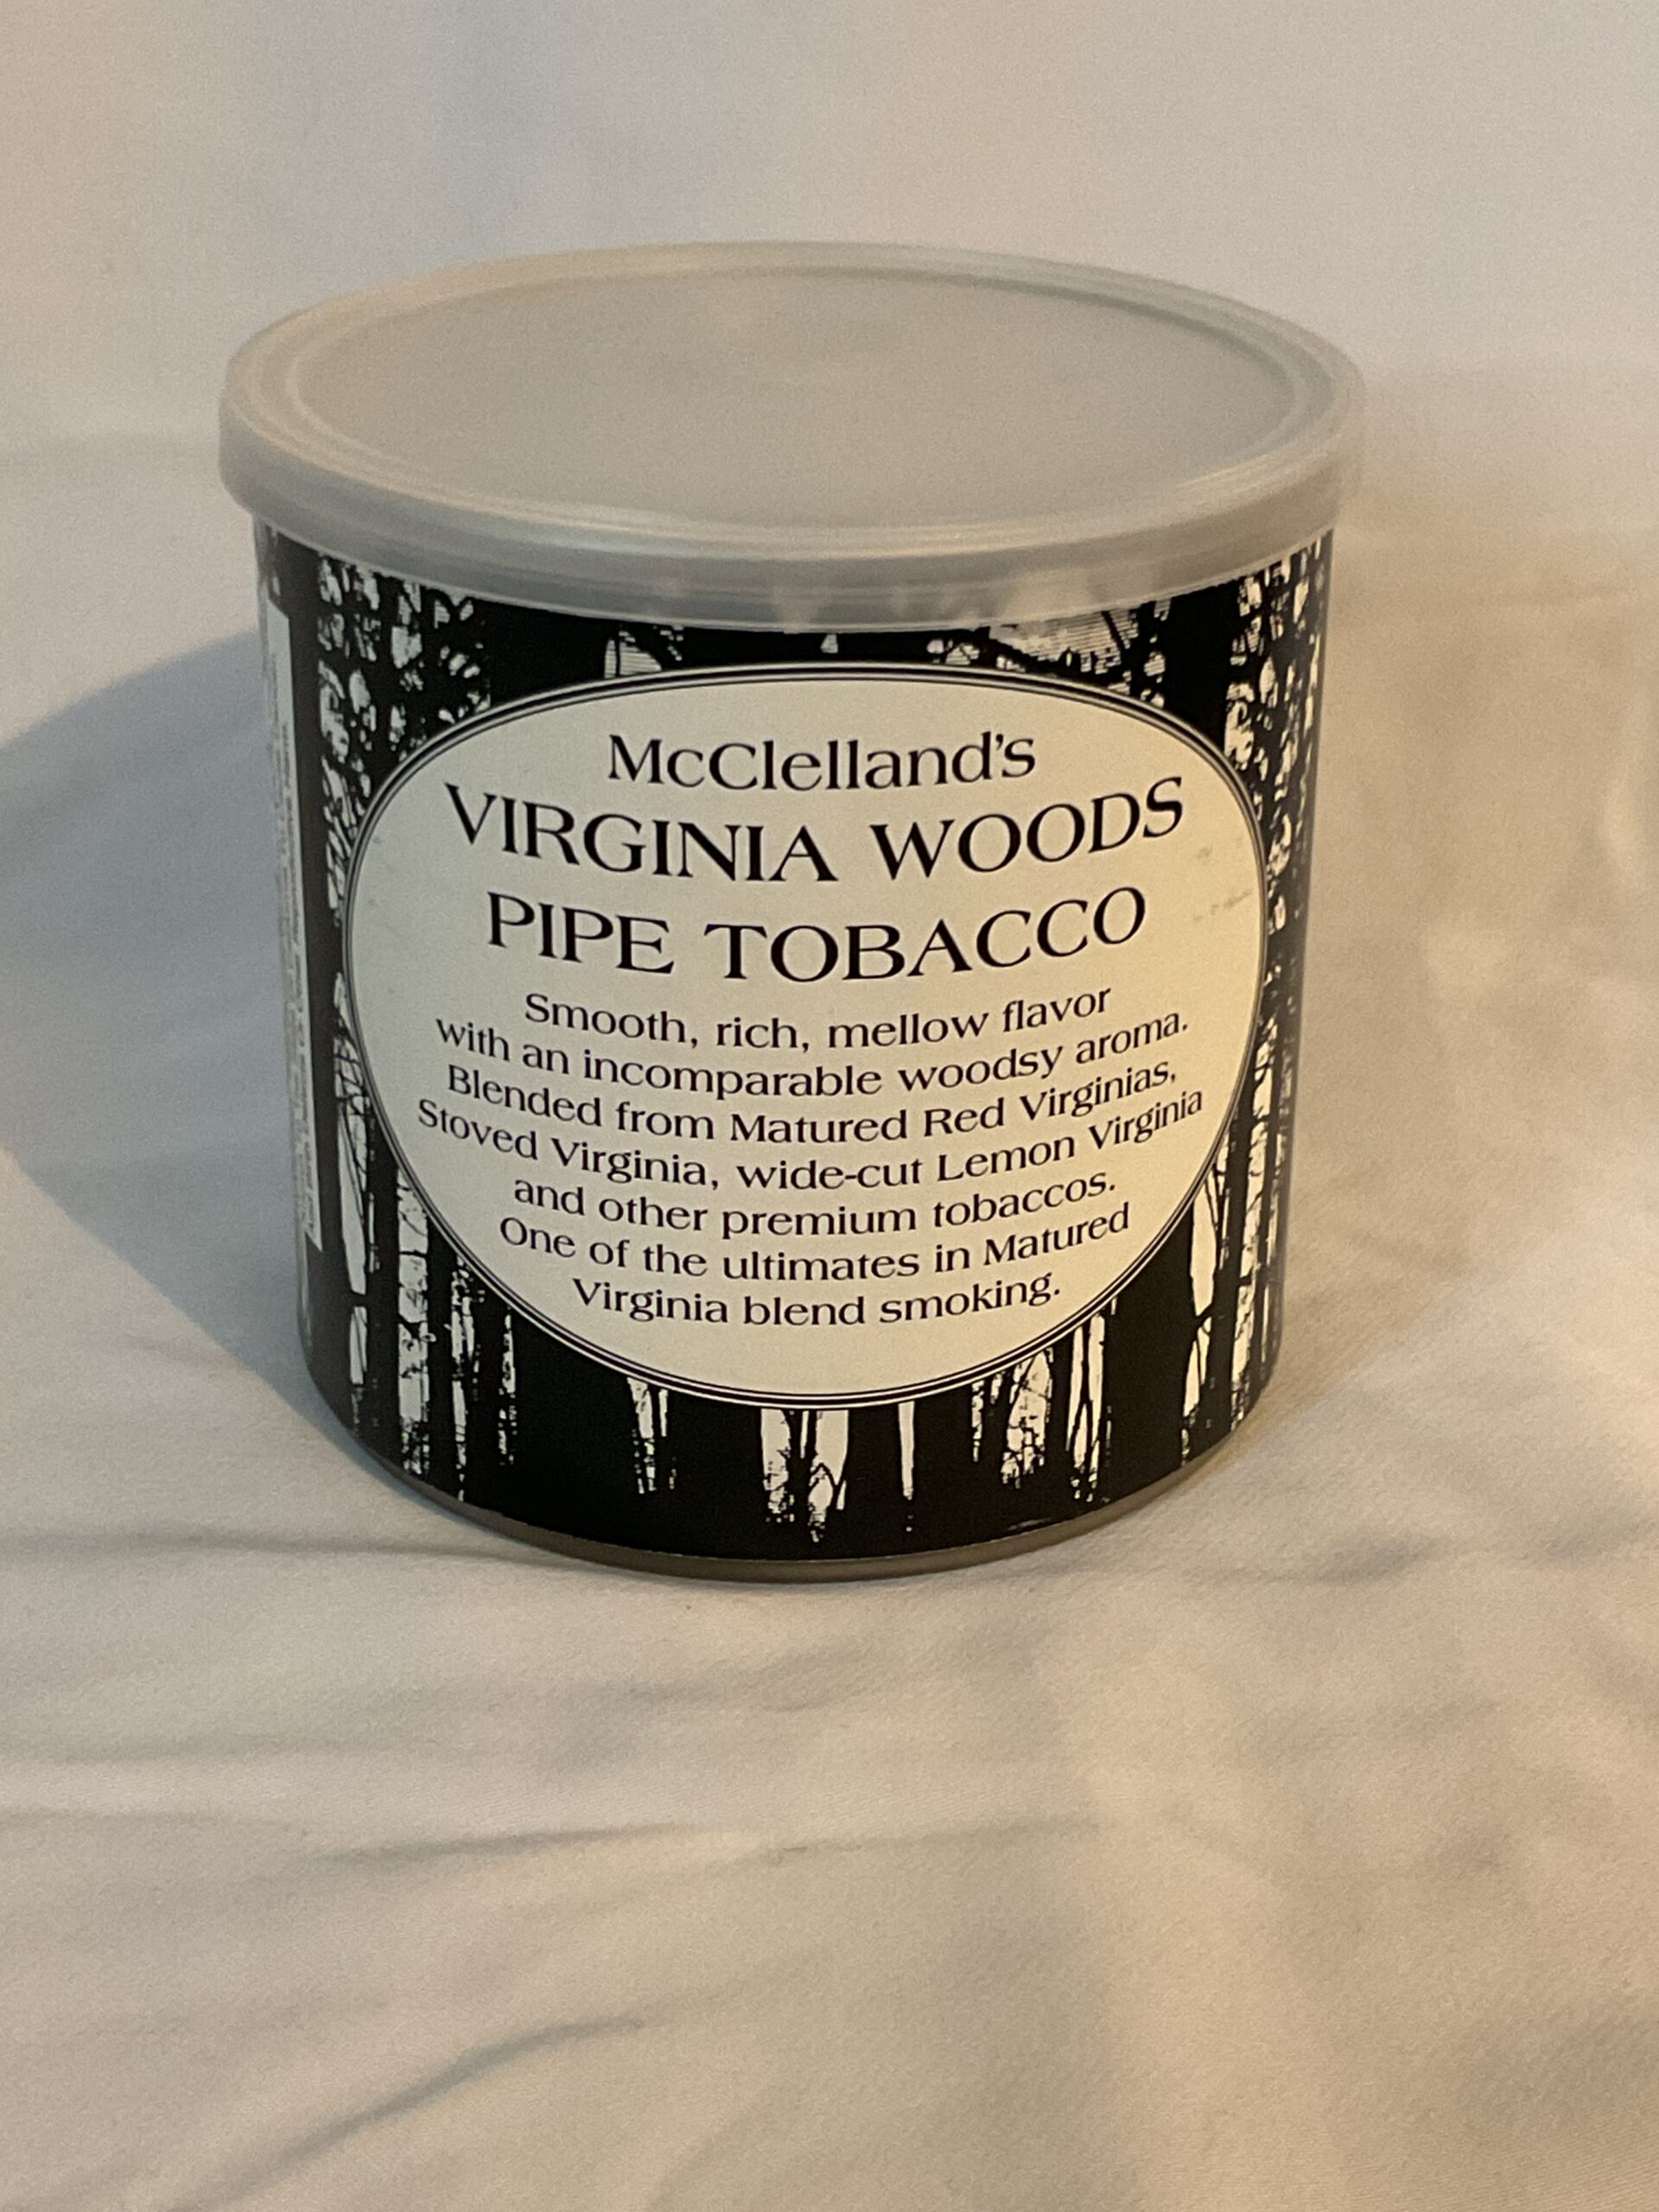 McClelland's
VIRGINIA WOODS
PIPE TOBACCO
Smooth, rich, mellow flavor
with an incomparable woodsy aroma.
Blended from Matured Red Virginias,
Stoved Virginia, wide-cut Lemon Virginia
and other premium tobaccos.
One of the ultimates in Matured
Virginia blend smoking.